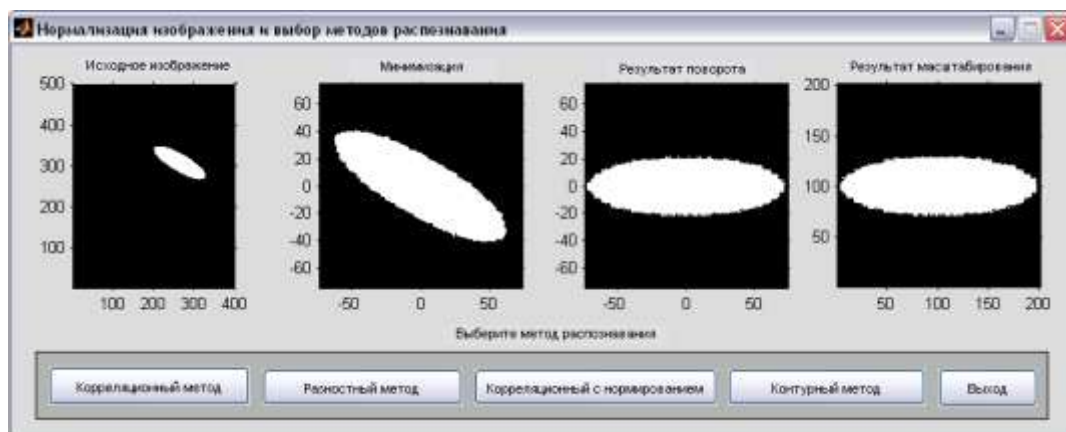 Нормализация изображения и выбор методов распознавания
Исходное изображение
500
400
300
200
100
100 200 300 400
Минимизация
60
40
20
0
-20
-40
-60
-50 0 50
Результат поворота
60
40
20
0
-20
-40
-60
-50 0 50
Результат масштабирования
200
150
100
50
50 100 150 200
Выберите метод распознавания
Корреляционный метод
Разностный метод
Корреляционный с нормированием
Контурный метод
Выход